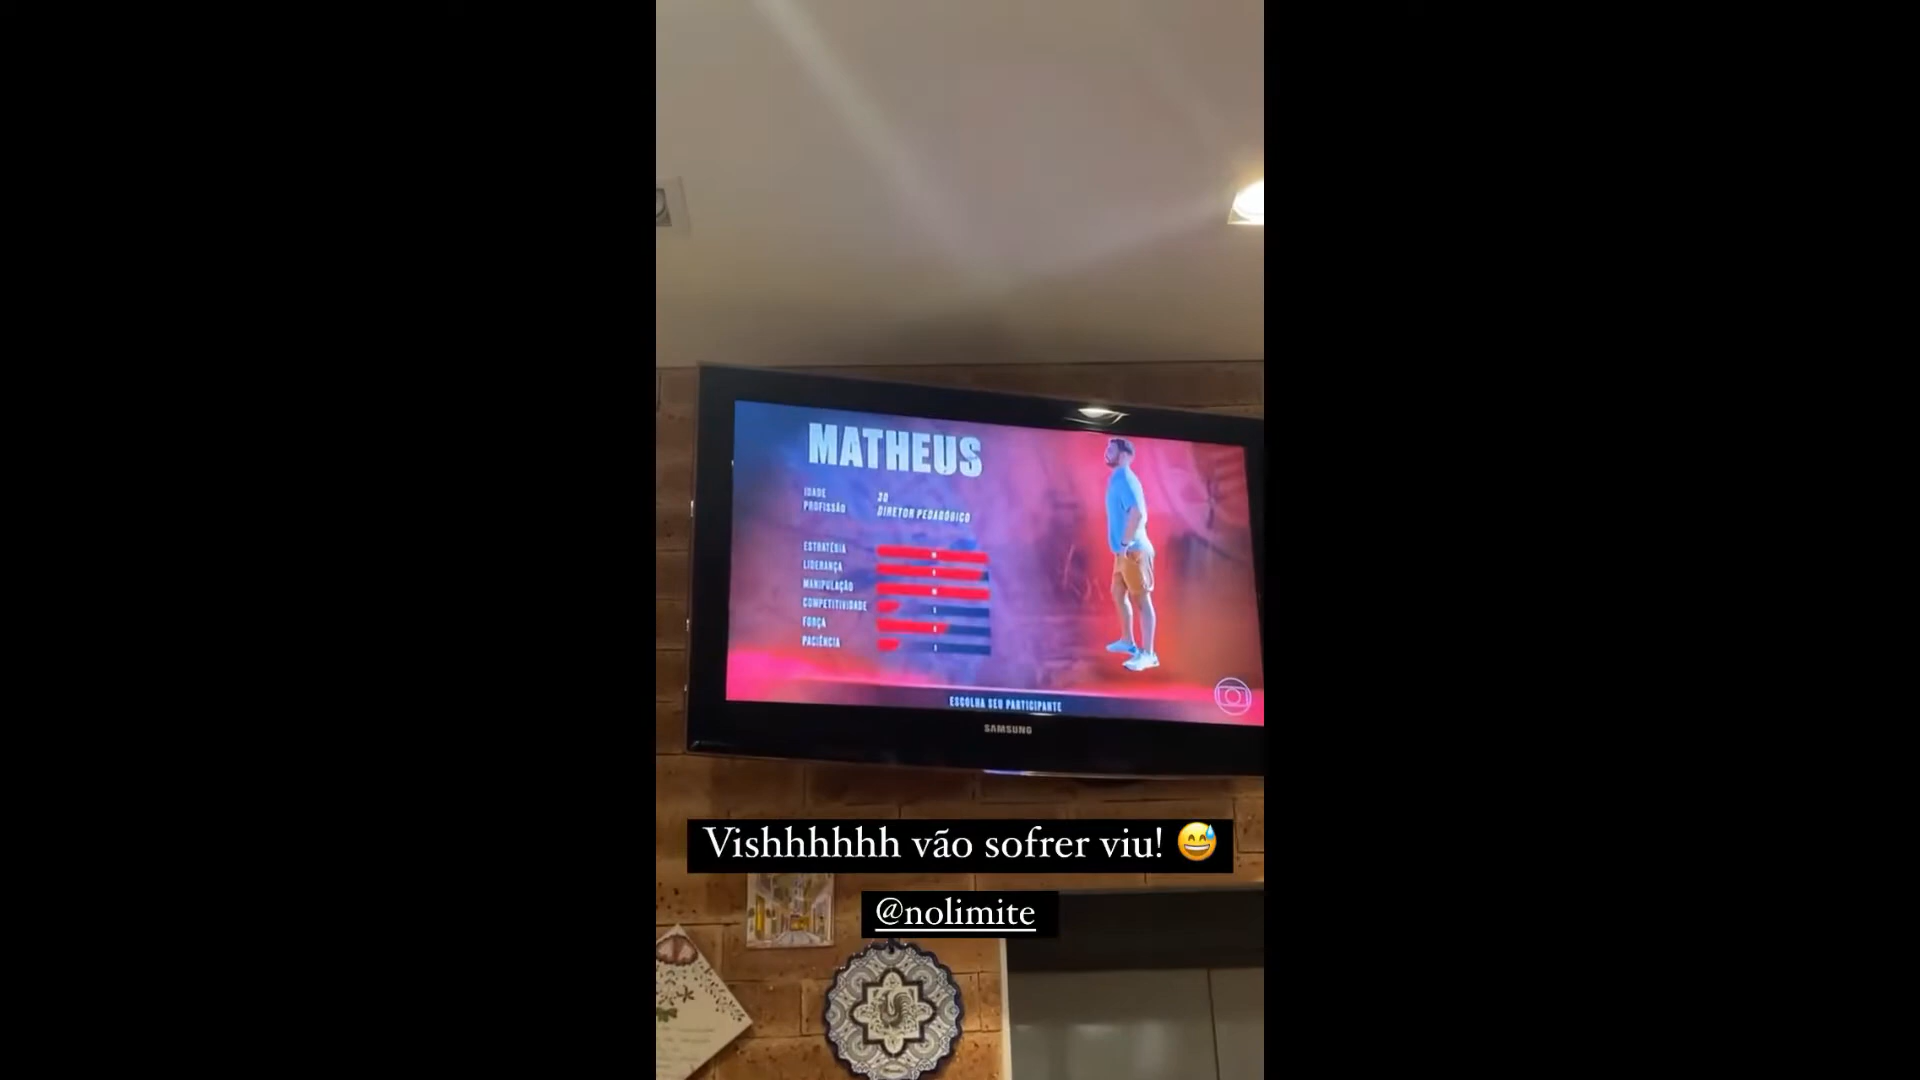 MATHEUS
IDADE 30
PROFISSÃO DIRETOR PEDAGÓGICO
ESTRATÉGIA
LIDERANÇA
MANIPULAÇÃO
COMPETITIVIDADE
FORÇA
PACIÊNCIA
ESCOLHA SEU PARTICIPANTE
SAMSUNG
Vishhhhhh vão sofrer viu! 😅
@nolimite